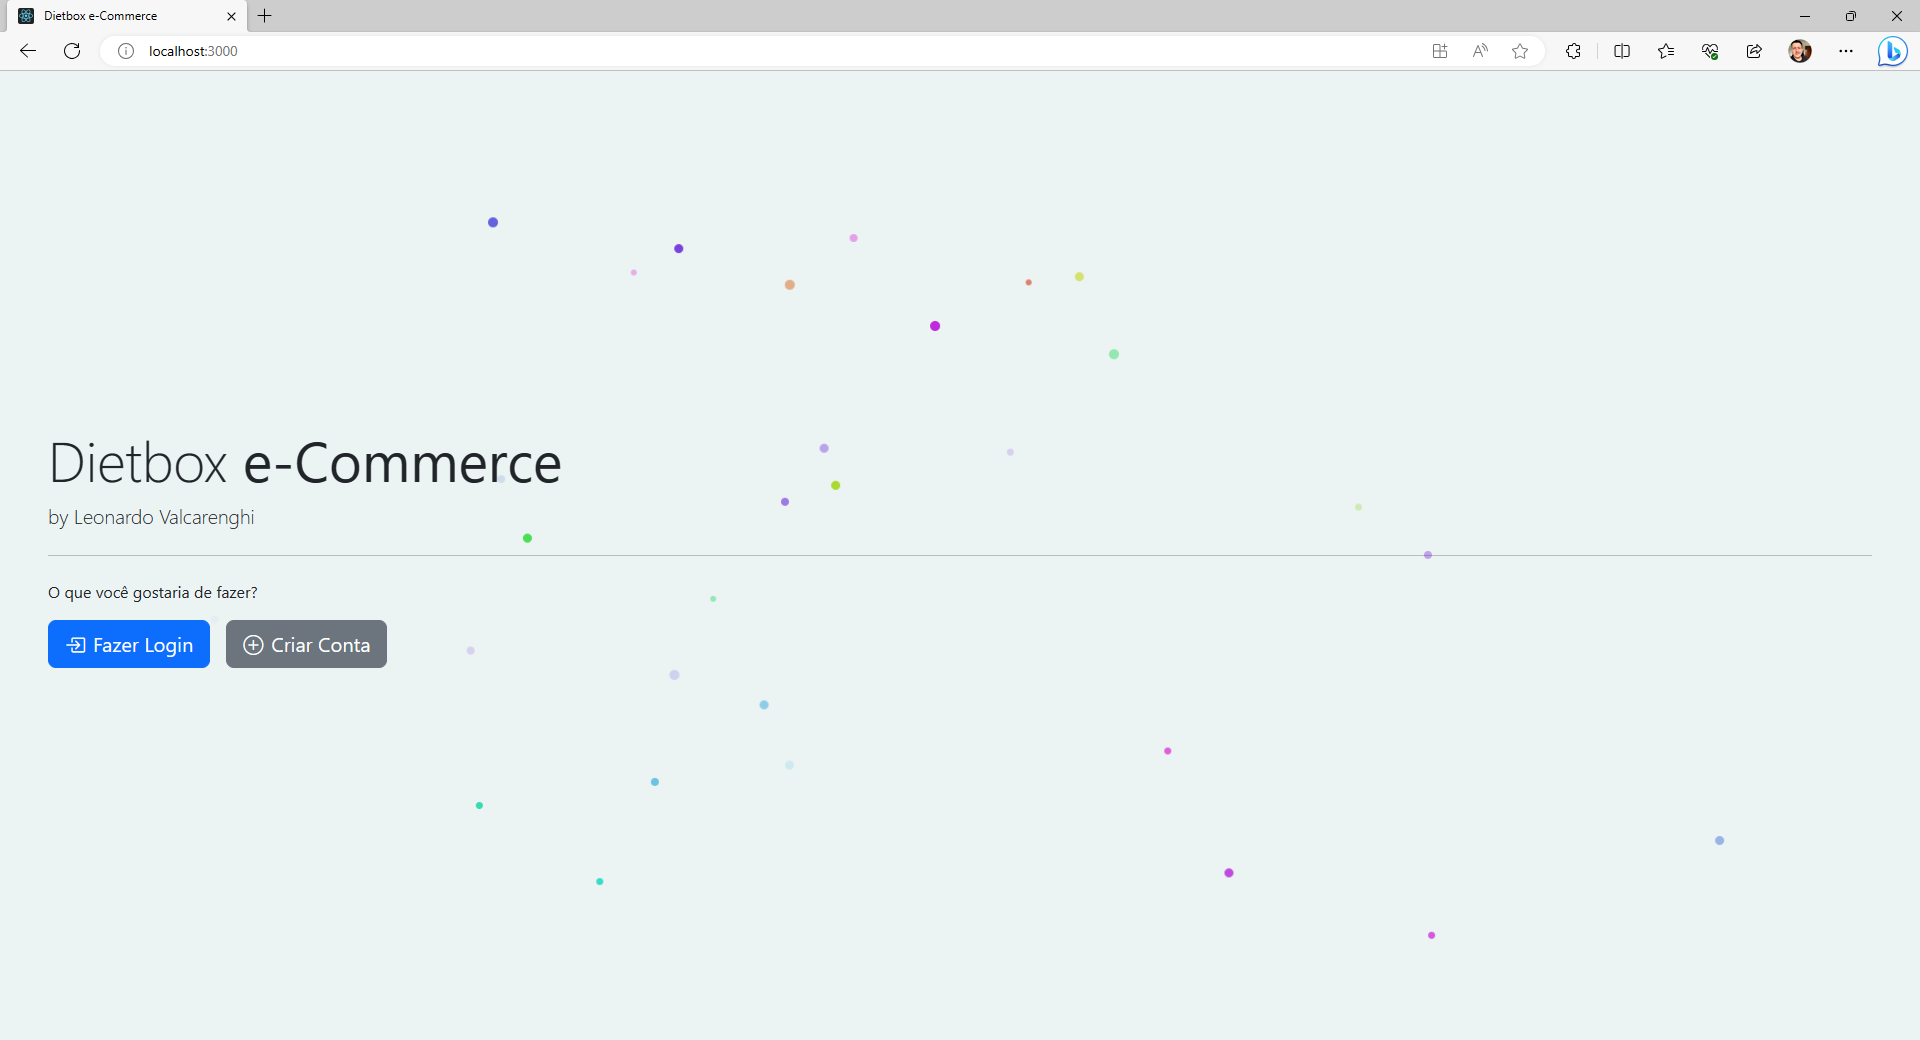 Dietbox e-Commerce
localhost:3000
Dietbox e-Commerce
by Leonardo Valcarenghi
O que você gostaria de fazer?
Fazer Login
Criar Conta